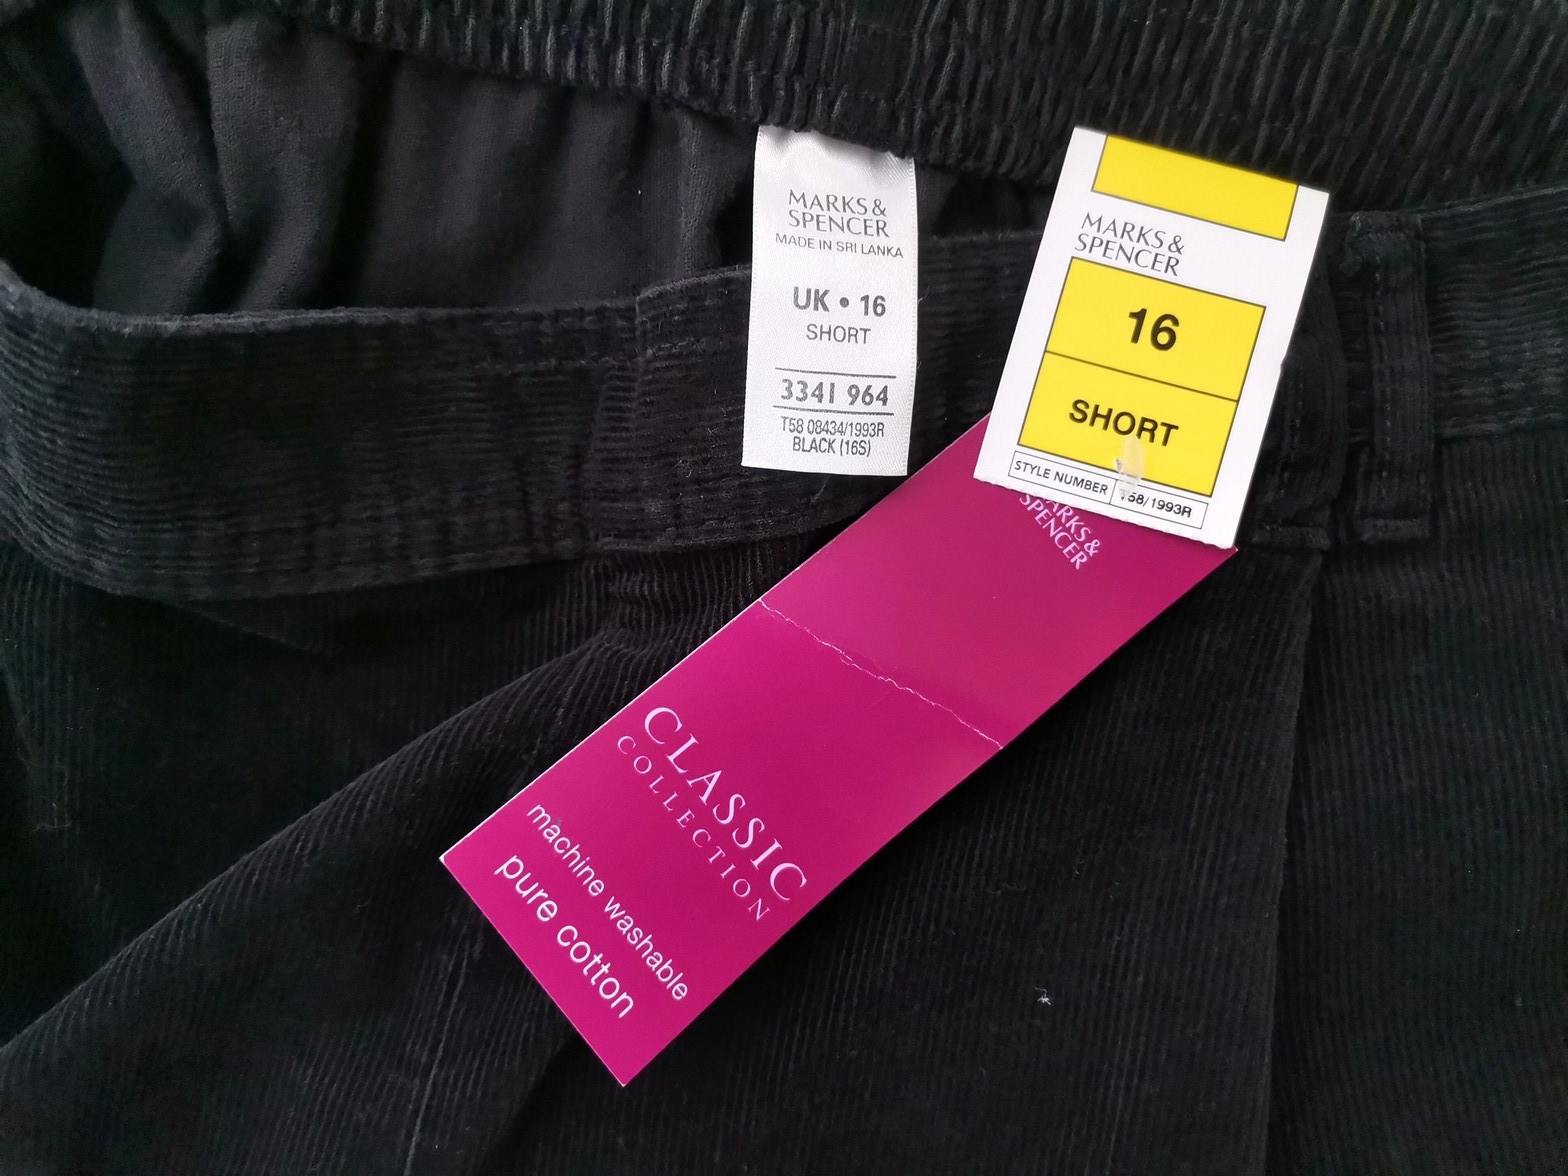 MARKS&
SPENCER
MADE IN SRI LANKA
UK • 16
SHORT
3341 964
T58 08434/1993R
BLACK (16S)
MARKS&
SPENCER
16
SHORT
STYLE NUMBER T58/1993R
MARKS&
SPENCER
CLASSIC
COLLECTION
machine washable
pure cotton